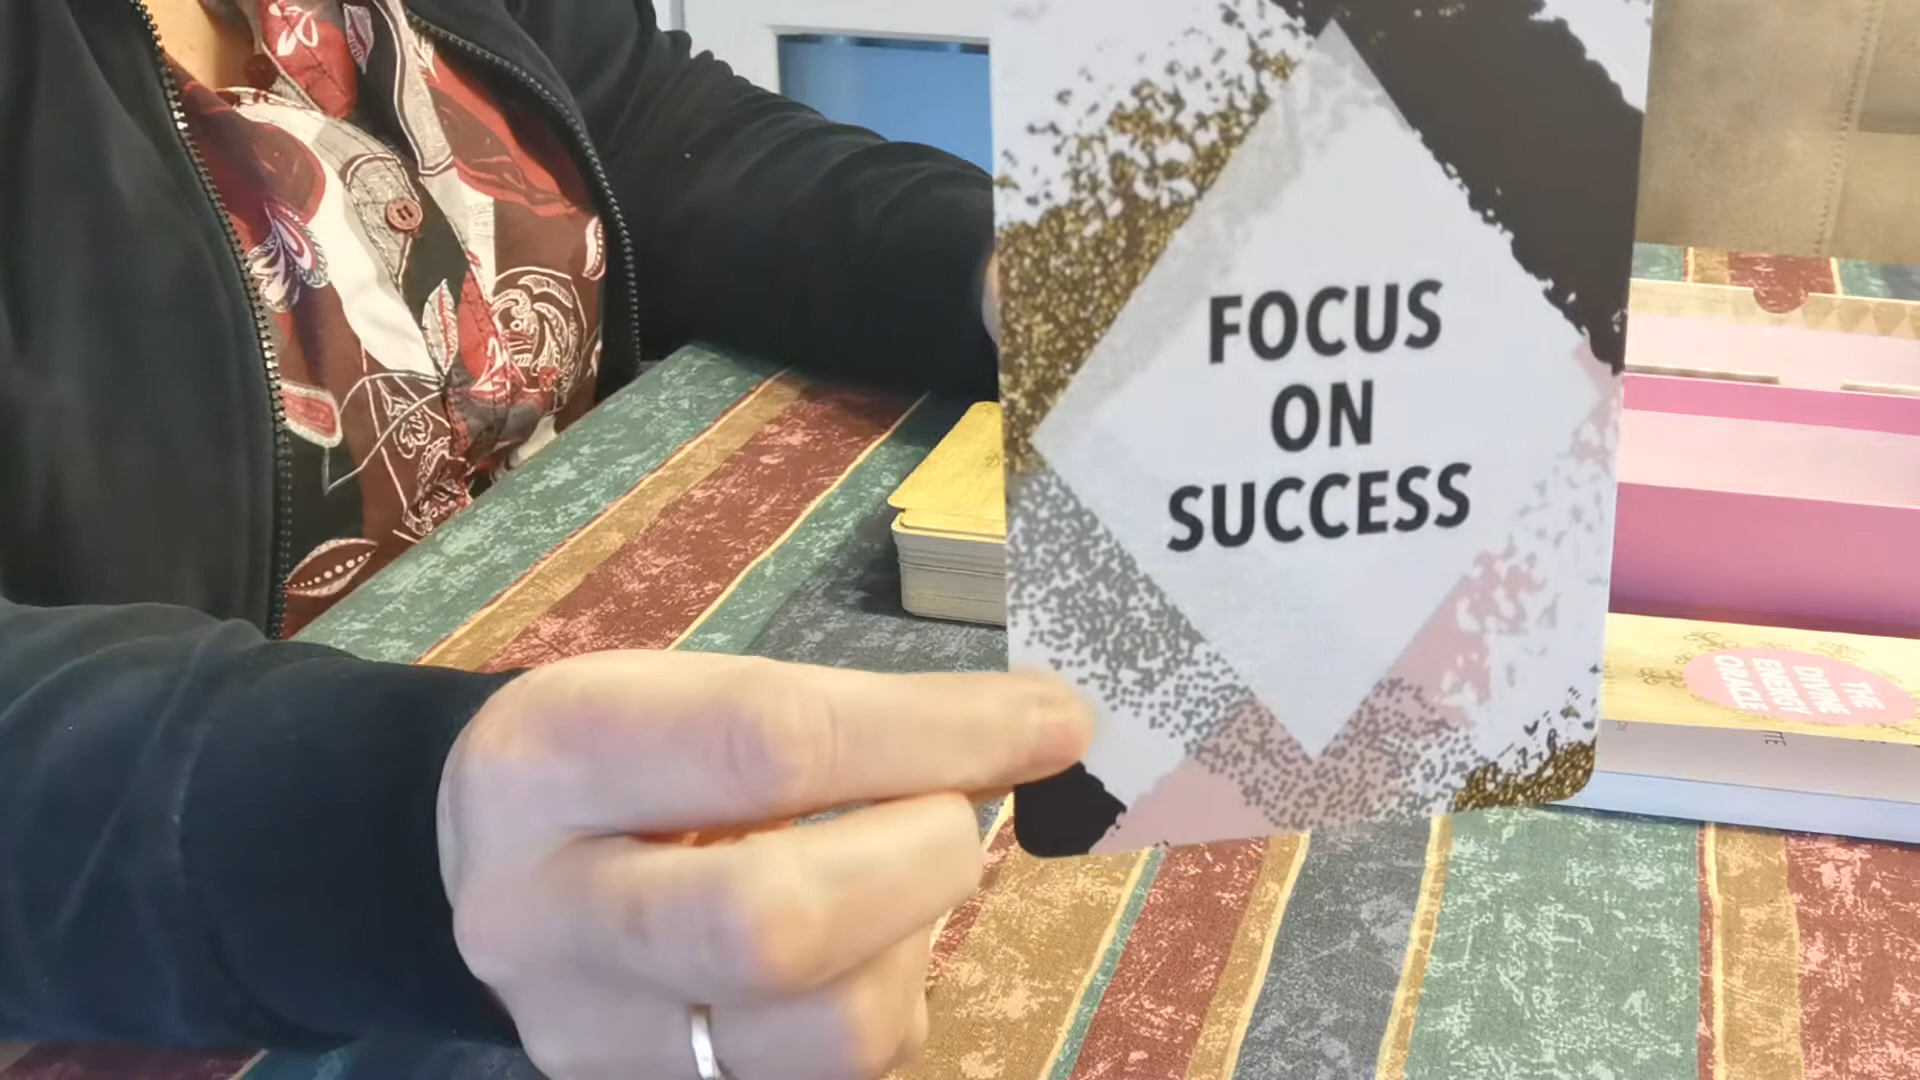 FOCUS
ON
SUCCESS
THE
DIVINE
ENERGY
ORACLE